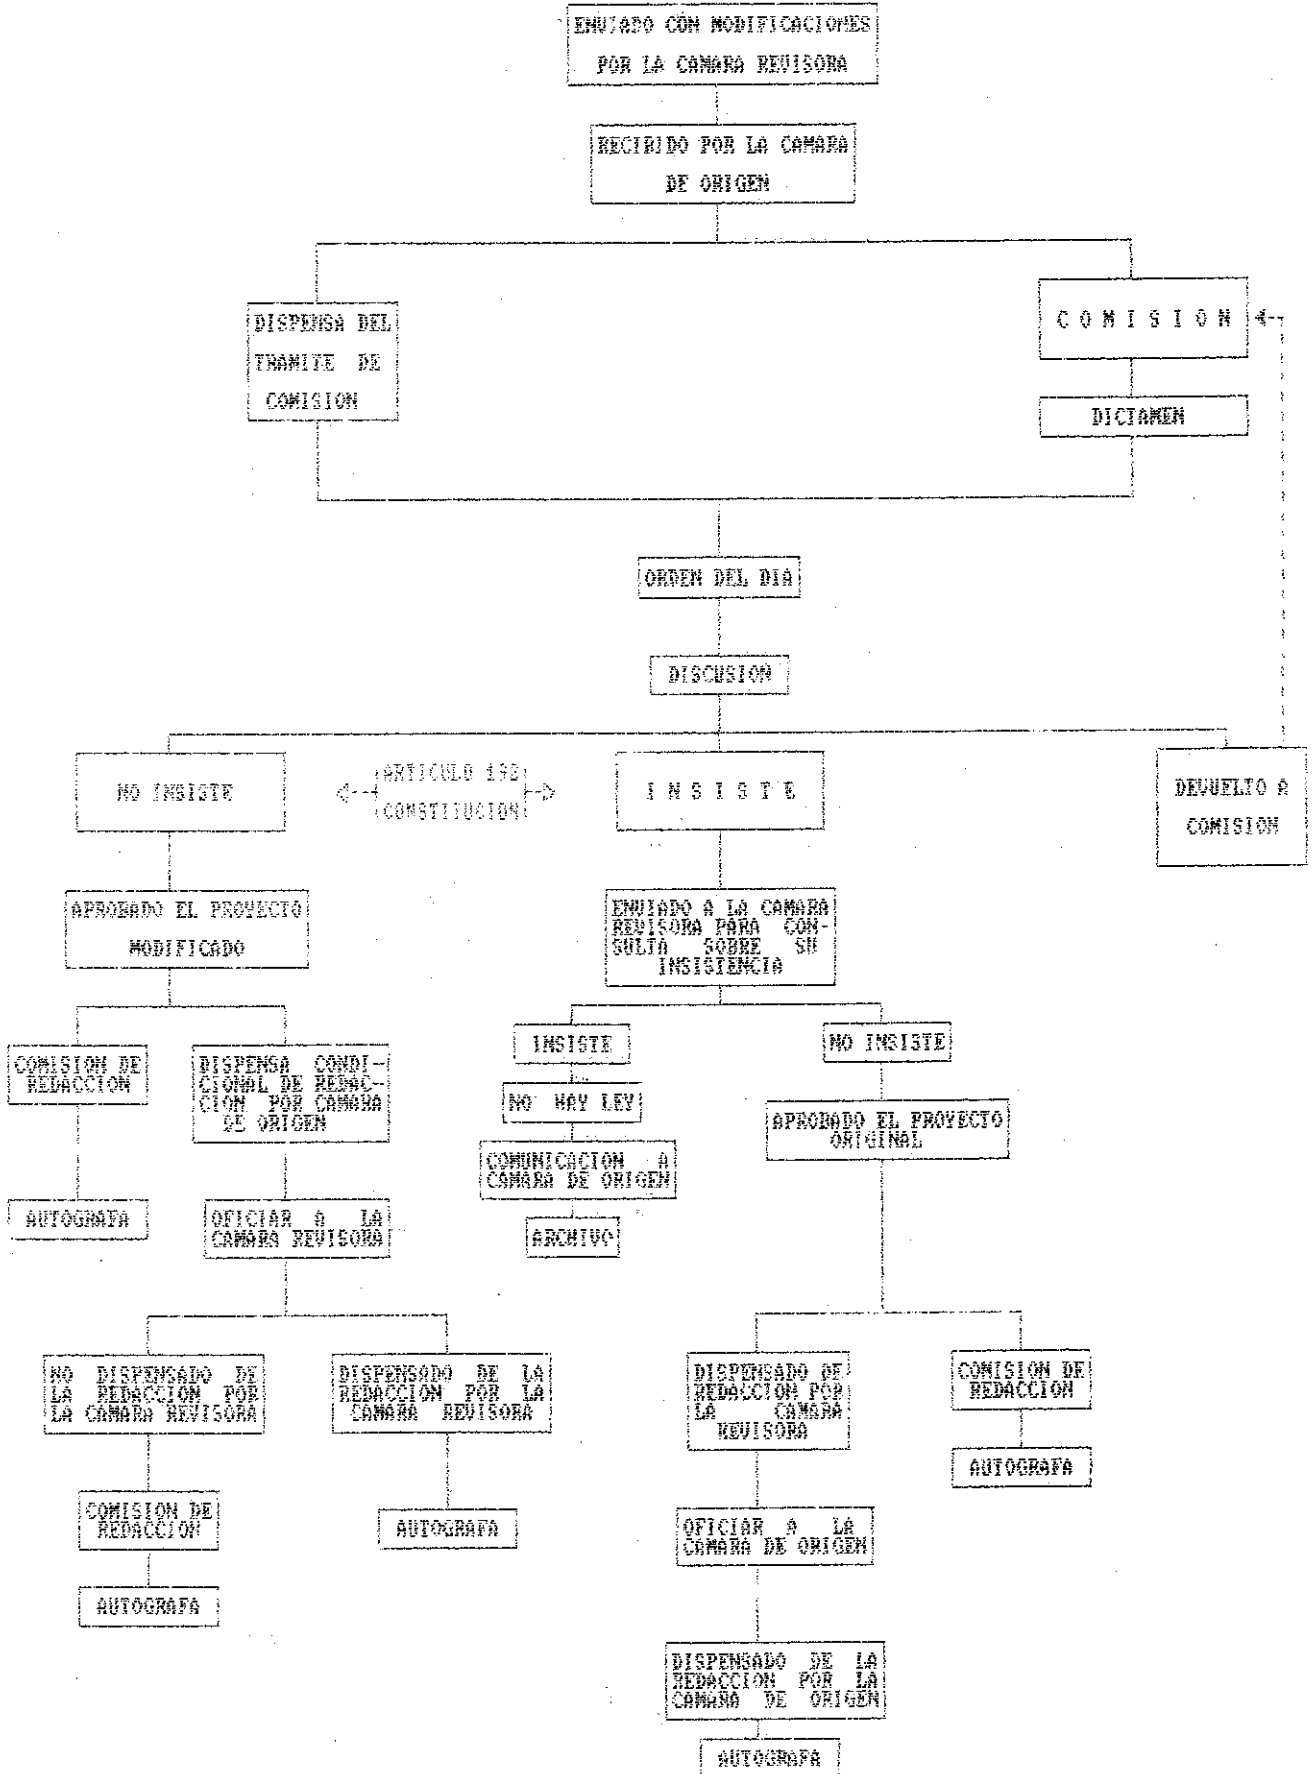 ENVIADO CON MODIFICACIONES
POR LA CAMARA REVISORA
RECIBIDO POR LA CAMARA
DE ORIGEN
DISPENSA DEL
TRAMITE DE
COMISION
C O M I S I O N
DICTAMEN
ORDEN DEL DIA
DISCUSION
NO INSISTE
ARTICULO 192
CONSTITUCION
I N S I S T E
DEVUELTO A
COMISION
APROBADO EL PROYECTO
MODIFICADO
ENVIADO A LA CAMARA
REVISORA PARA CON-
SULTA SOBRE SU
INSISTENCIA
COMISION DE
REDACCION
DISPENSA CONDI-
CIONAL DE REDAC-
CION POR CAMARA
DE ORIGEN
INSISTE
NO INSISTE
NO HAY LEY
APROBADO EL PROYECTO
ORIGINAL
COMUNICACION A
CAMARA DE ORIGEN
AUTOGRAFA
OFICIAR A LA
CAMARA REVISORA
ARCHIVO
NO DISPENSADO DE
LA REDACCION POR
LA CAMARA REVISORA
DISPENSADO DE LA
REDACCION POR LA
CAMARA REVISORA
DISPENSADO DE
REDACCION POR
LA CAMARA
REVISORA
COMISION DE
REDACCION
AUTOGRAFA
COMISION DE
REDACCION
AUTOGRAFA
OFICIAR A LA
CAMARA DE ORIGEN
AUTOGRAFA
DISPENSADO DE LA
REDACCION POR LA
CAMARA DE ORIGEN
AUTOGRAFA